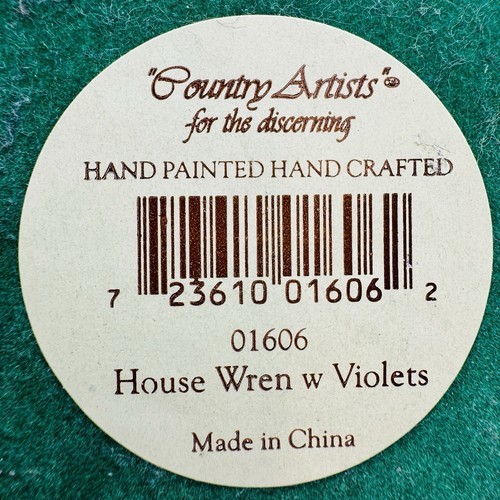 "Country Artists"®
for the discerning
HAND PAINTED HAND CRAFTED
7 23610 01606 2
01606
House Wren w Violets
Made in China